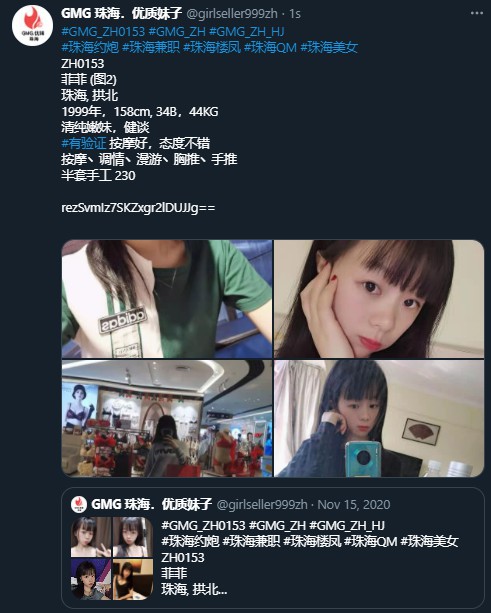 GMG 珠海．优质妹子 @girlseller999zh · 1s
#GMG_ZH0153 #GMG_ZH #GMG_ZH_HJ
#珠海约炮 #珠海兼职 #珠海楼凤 #珠海QM #珠海美女
ZH0153
菲菲 (图2)
珠海, 拱北
1999年，158cm, 34B，44KG
清纯嫩妹，健谈
#有验证 按摩好，态度不错
按摩、调情、漫游、胸推、手推
半套手工 230
rezSvmIz7SKZxgr2lDUJJg==
adidas
GMG 珠海．优质妹子 @girlseller999zh · Nov 15, 2020
#GMG_ZH0153 #GMG_ZH #GMG_ZH_HJ
#珠海约炮 #珠海兼职 #珠海楼凤 #珠海QM #珠海美女
ZH0153
菲菲
珠海, 拱北...